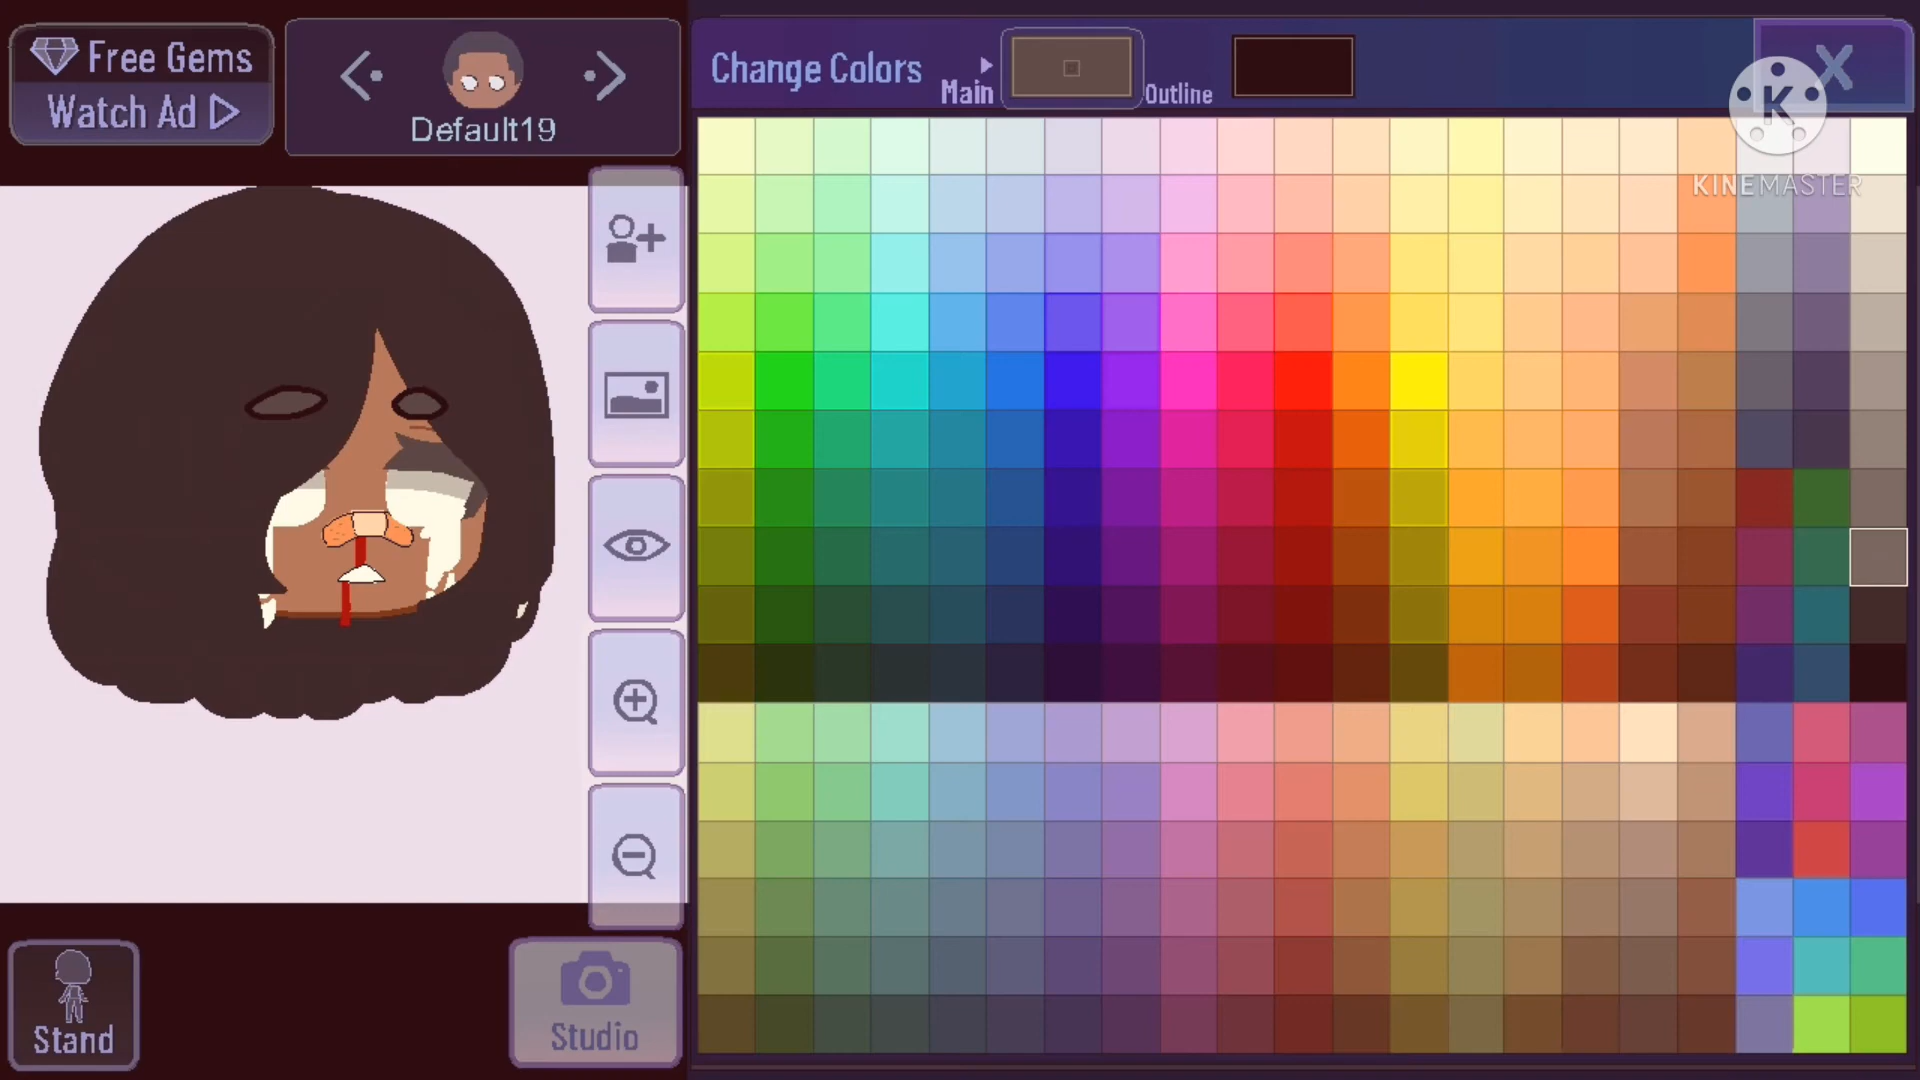 Free Gems
Watch Ad
Default19
Change Colors
Main
Outline
X
K
KINEMASTER
Stand
Studio